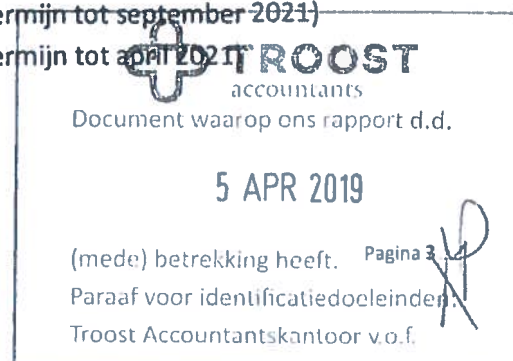 ermijn tot september 2021)
ermijn tot april 2021)
TROOST
accountants
Document waarop ons rapport d.d.
5 APR 2019
(mede) betrekking heeft.
Pagina 3
Paraaf voor identificatiedoeleinden.
Troost Accountantskantoor v.o.f.